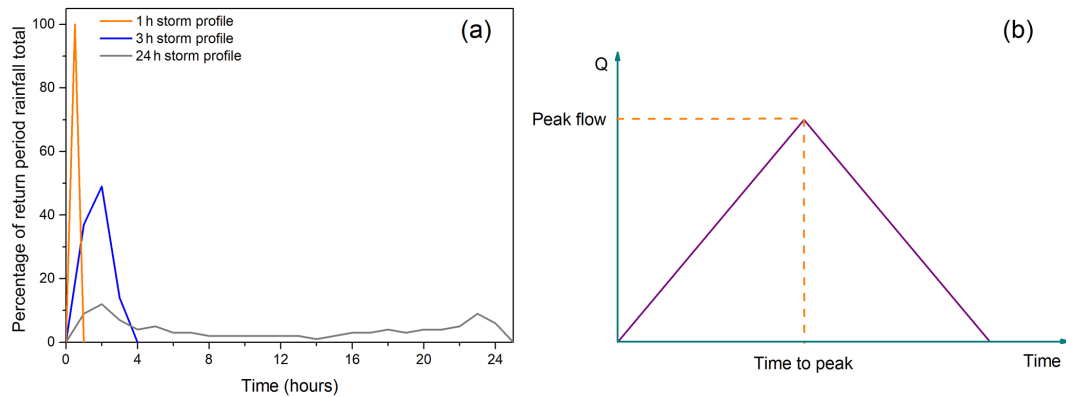 (a)
1 h storm profile
3 h storm profile
24 h storm profile
Percentage of return period rainfall total
100
80
60
40
20
0
0 4 8 12 16 20 24
Time (hours)
(b)
Q
Peak flow
Time to peak
Time